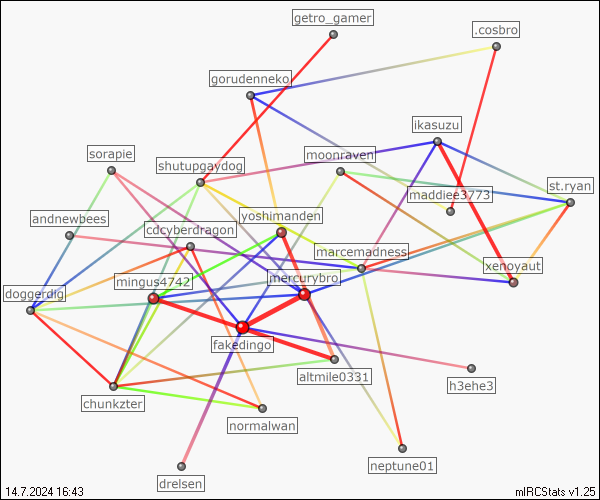 getro_gamer
.cosbro
gorudenneko
ikasuzu
sorapie
moonraven
shutupgaydog
st.ryan
maddiee3773
andnewbees
yoshimanden
cdcyberdragon
marcemadness
xenoyaut
mingus4742
mercurybro
doggerdig
fakedingo
altmile0331
h3ehe3
chunkzter
normalwan
neptune01
drelsen
14.7.2024 16:43
mIRCStats v1.25